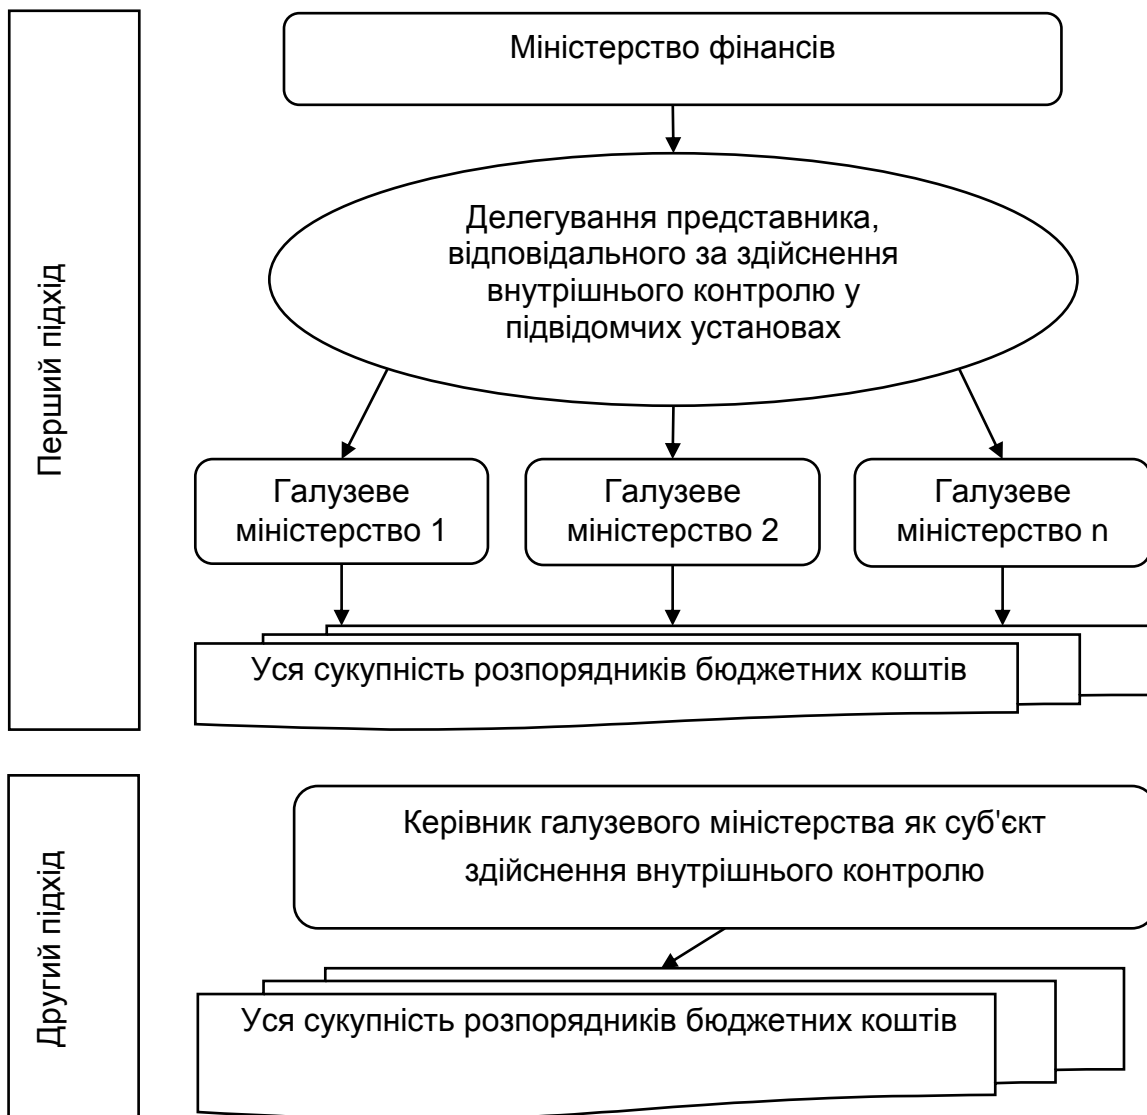 Перший підхід
Міністерство фінансів
Делегування представника,
відповідального за здійснення
внутрішнього контролю у
підвідомчих установах
Галузеве
міністерство 1
Галузеве
міністерство 2
Галузеве
міністерство n
Уся сукупність розпорядників бюджетних коштів
Другий підхід
Керівник галузевого міністерства як суб'єкт
здійснення внутрішнього контролю
Уся сукупність розпорядників бюджетних коштів